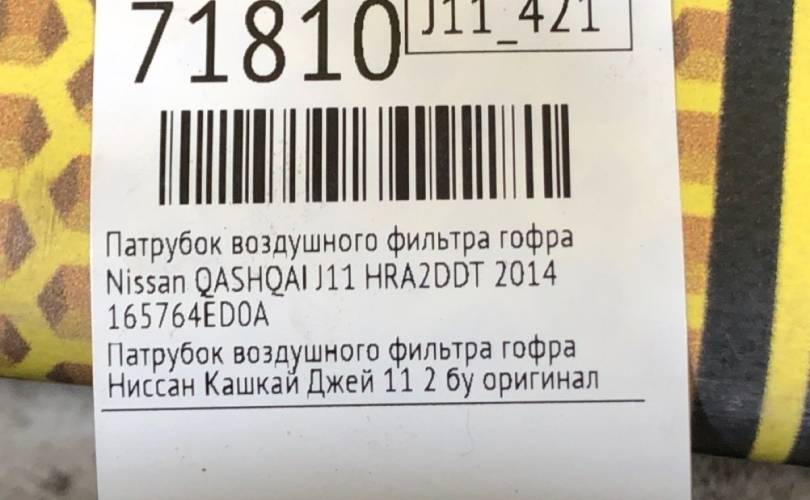 71810
J11_421
Патрубок воздушного фильтра гофра
Nissan QASHQAI J11 HRA2DDT 2014
165764ED0A
Патрубок воздушного фильтра гофра
Ниссан Кашкай Джей 11 2 бу оригинал